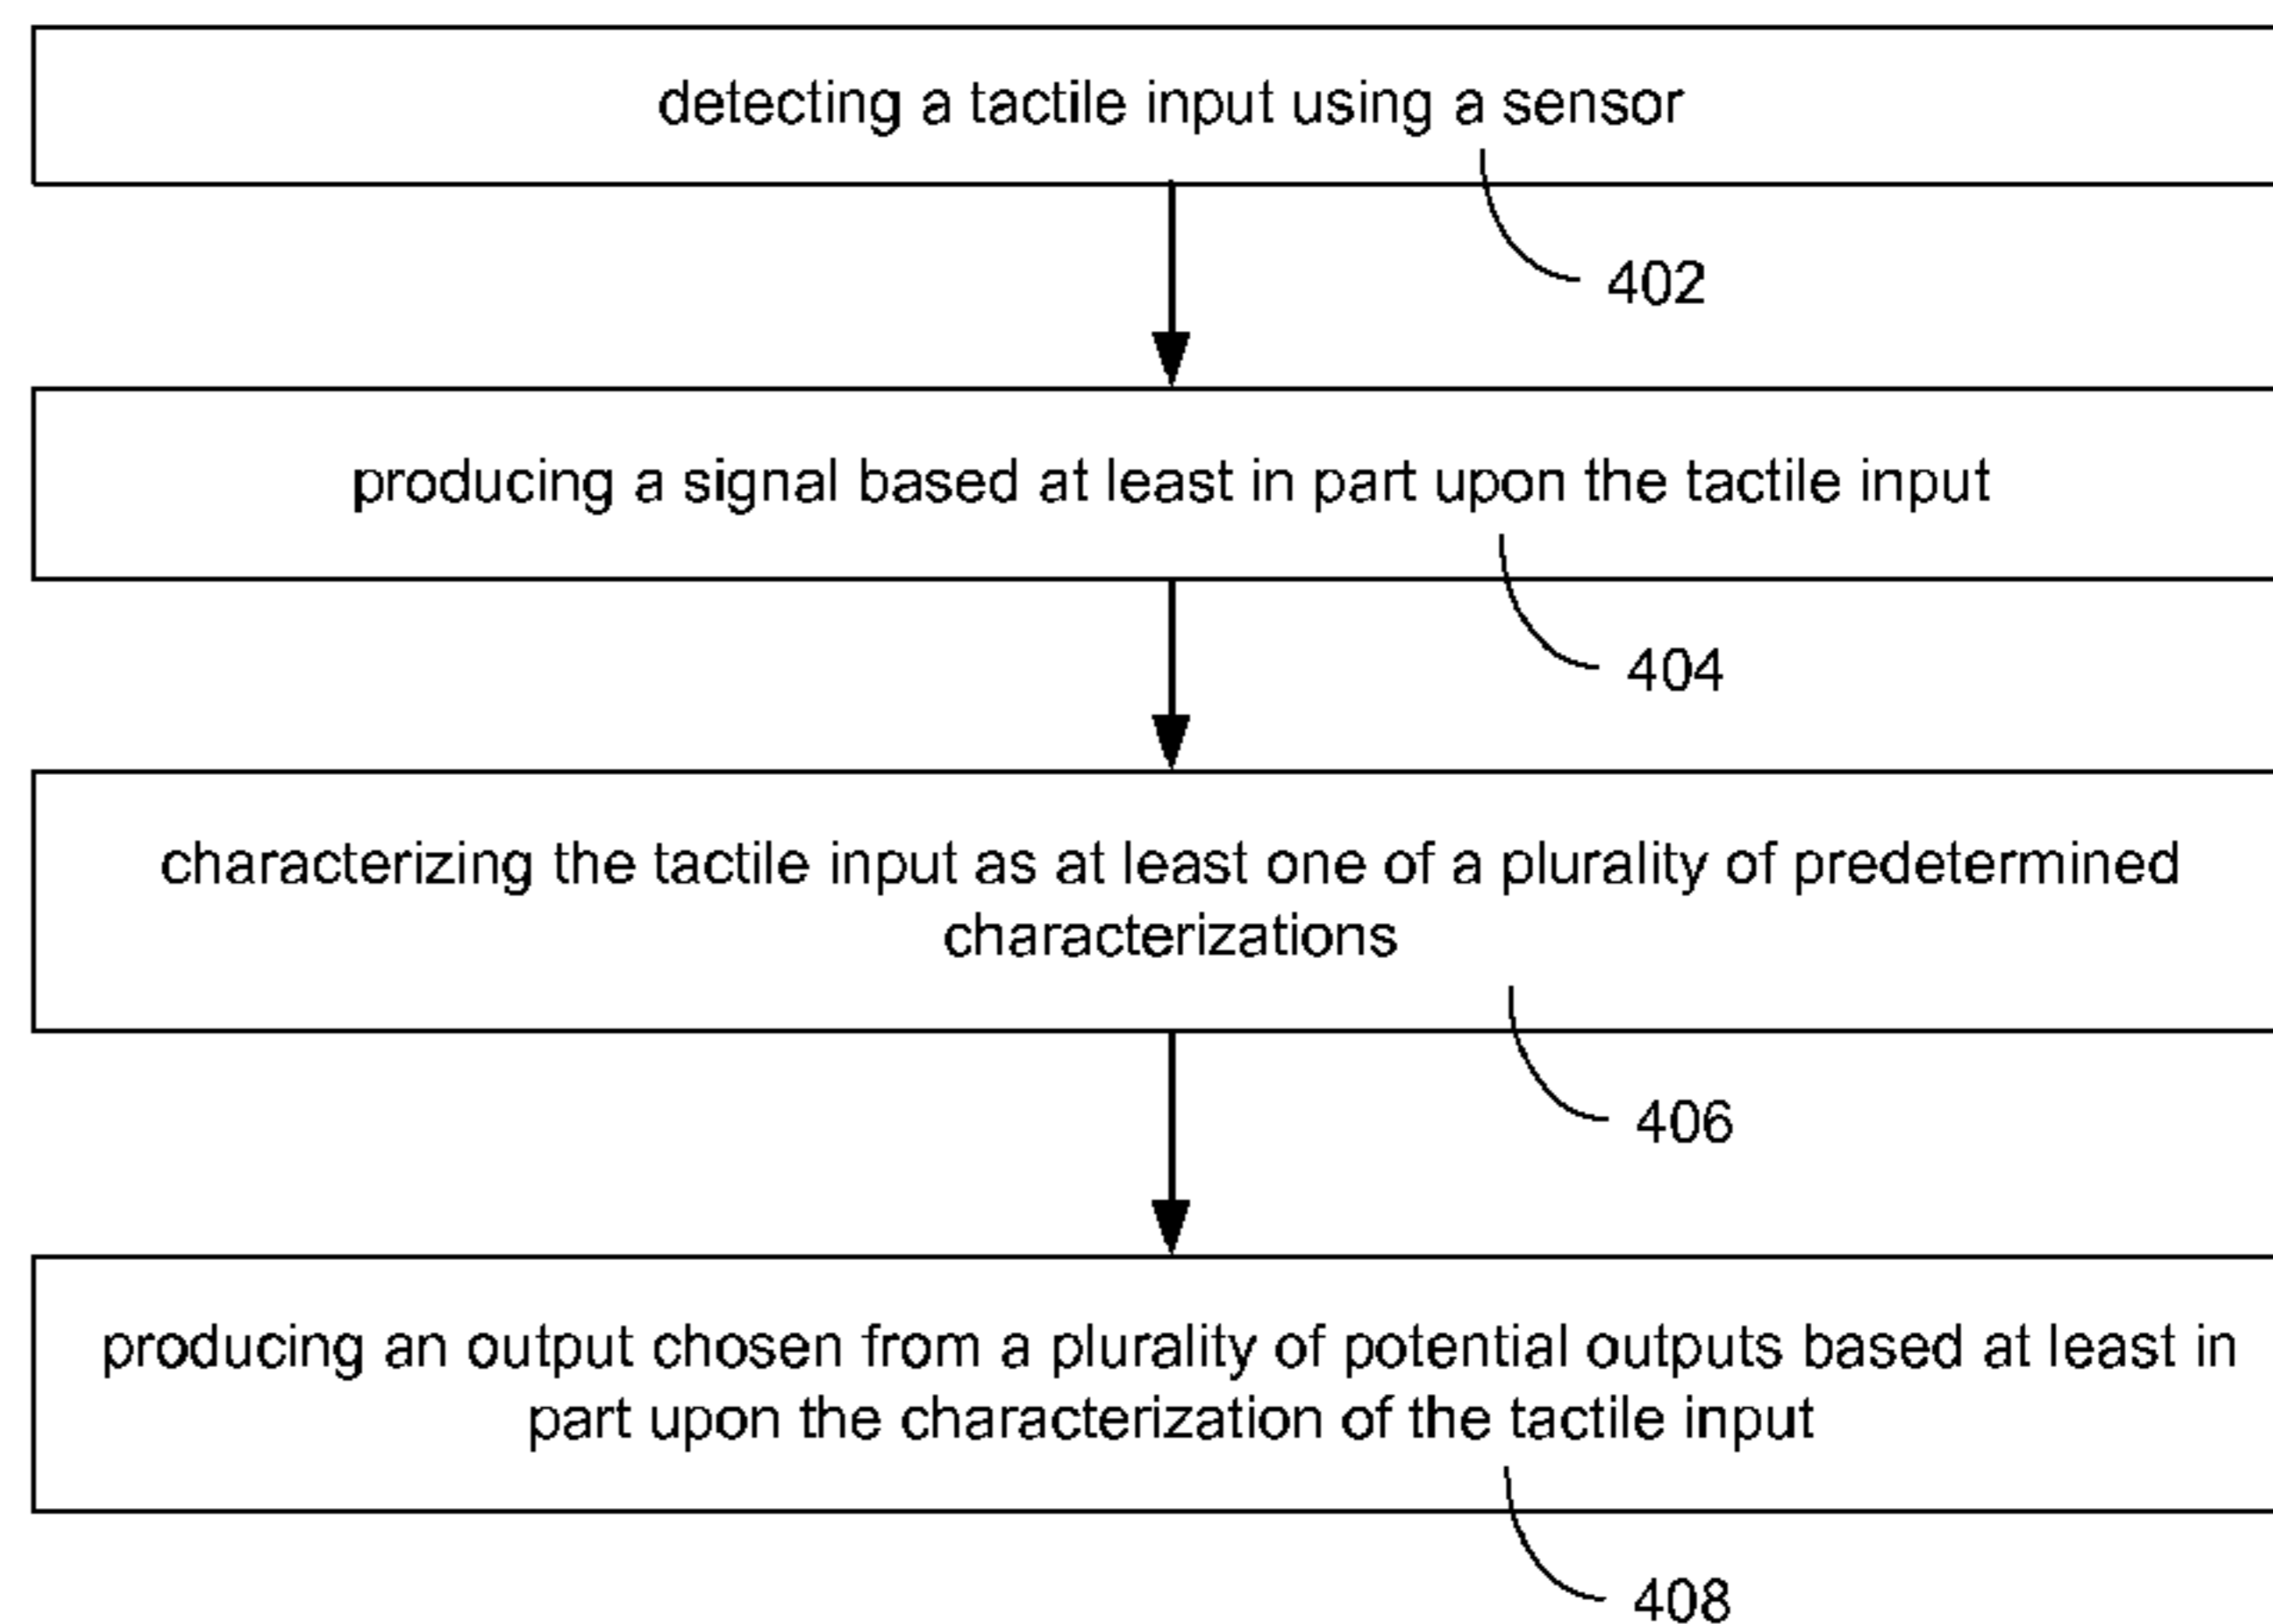 detecting a tactile input using a sensor
402
producing a signal based at least in part upon the tactile input
404
characterizing the tactile input as at least one of a plurality of predetermined
characterizations
406
producing an output chosen from a plurality of potential outputs based at least in
part upon the characterization of the tactile input
408